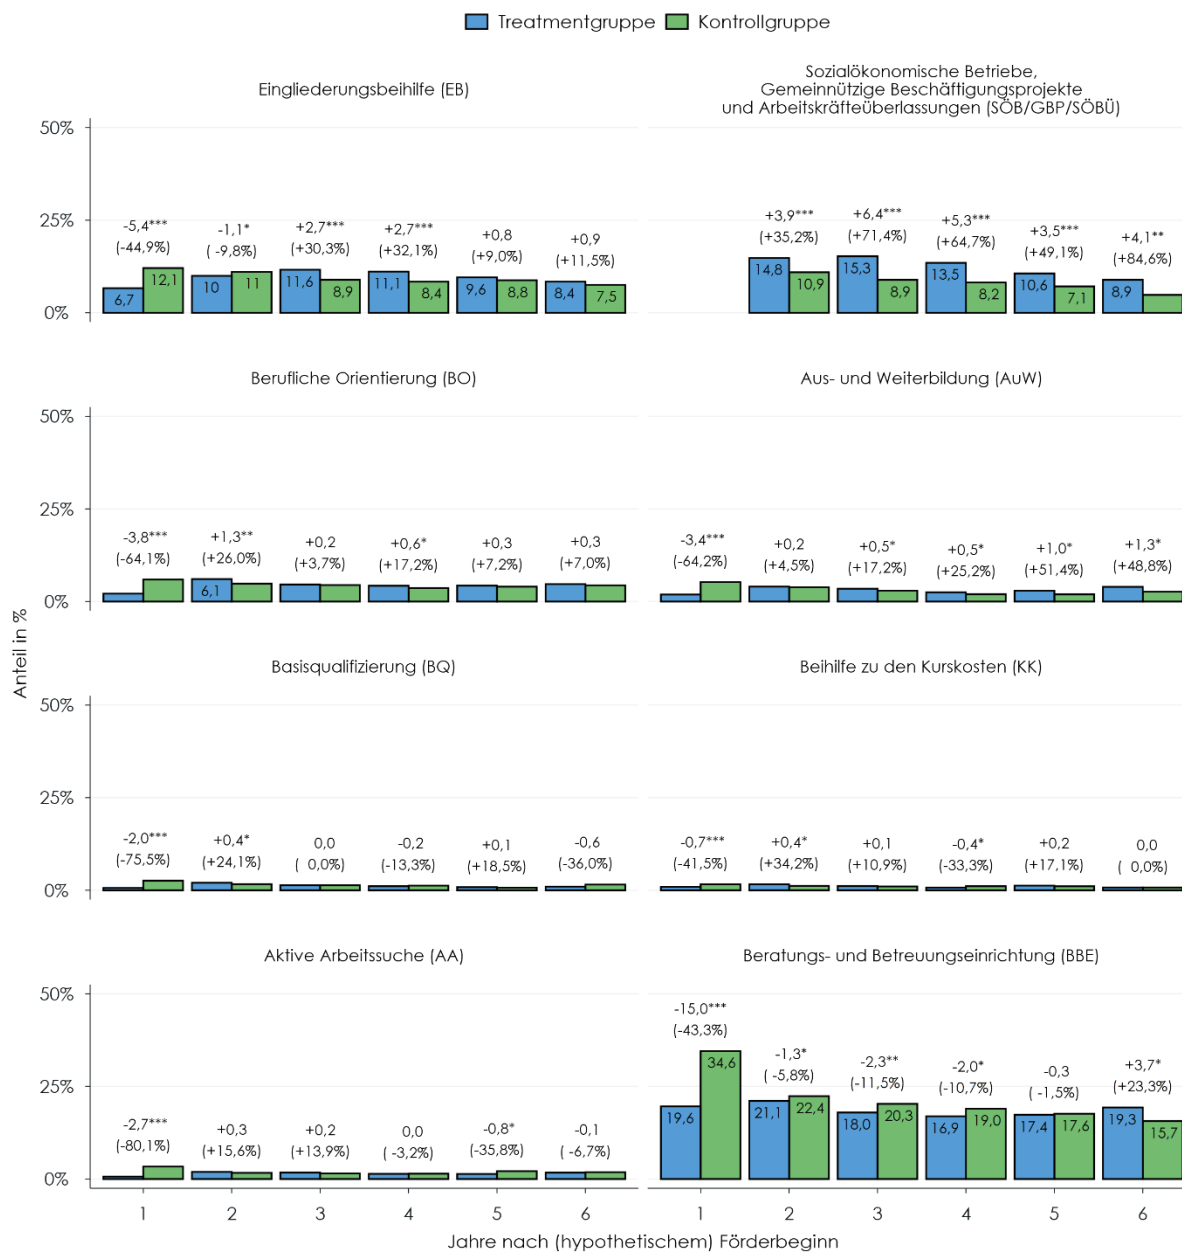 Treatmentgruppe Kontrollgruppe
Eingliederungsbeihilfe (EB)
50%
25%
0%
-5,4*** -1,1* +2,7*** +2,7*** +0,8 +0,9
(-44,9%) ( -9,8%) (+30,3%) (+32,1%) (+9,0%) (+11,5%)
6,7 12,1 10 11 11,6 8,9 11,1 8,4 9,6 8,8 8,4 7,5
Sozialökonomische Betriebe,
Gemeinnützige Beschäftigungsprojekte
und Arbeitskräfteüberlassungen (SÖB/GBP/SÖBÜ)
+3,9*** +6,4*** +5,3*** +3,5*** +4,1**
(+35,2%) (+71,4%) (+64,7%) (+49,1%) (+84,6%)
14,8 10,9 15,3 8,9 13,5 8,2 10,6 7,1 8,9
Berufliche Orientierung (BO)
50%
25%
0%
-3,8*** +1,3** +0,2 +0,6* +0,3 +0,3
(-64,1%) (+26,0%) (+3,7%) (+17,2%) (+7,2%) (+7,0%)
6,1
Aus- und Weiterbildung (AuW)
-3,4*** +0,2 +0,5* +0,5* +1,0* +1,3*
(-64,2%) (+4,5%) (+17,2%) (+25,2%) (+51,4%) (+48,8%)
Anteil in %
Basisqualifizierung (BQ)
50%
25%
0%
-2,0*** +0,4* 0,0 -0,2 +0,1 -0,6
(-75,5%) (+24,1%) ( 0,0%) (-13,3%) (+18,5%) (-36,0%)
Beihilfe zu den Kurskosten (KK)
-0,7*** +0,4* +0,1 -0,4* +0,2 0,0
(-41,5%) (+34,2%) (+10,9%) (-33,3%) (+17,1%) ( 0,0%)
Aktive Arbeitssuche (AA)
50%
25%
0%
-2,7*** +0,3 +0,2 0,0 -0,8* -0,1
(-80,1%) (+15,6%) (+13,9%) ( -3,2%) (-35,8%) (-6,7%)
1 2 3 4 5 6
Beratungs- und Betreuungseinrichtung (BBE)
-15,0*** -1,3* -2,3** -2,0* -0,3 +3,7*
(-43,3%) ( -5,8%) (-11,5%) (-10,7%) ( -1,5%) (+23,3%)
19,6 34,6 21,1 22,4 18,0 20,3 16,9 19,0 17,4 17,6 19,3 15,7
1 2 3 4 5 6
Jahre nach (hypothetischem) Förderbeginn